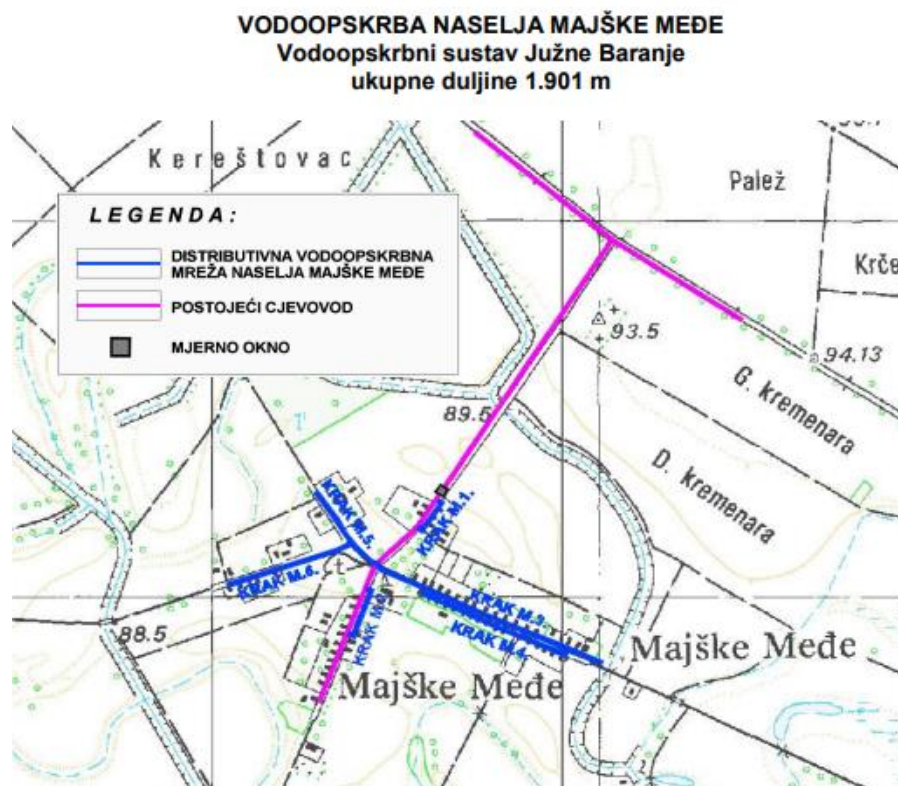 VODOOPSKRBA NASELJA MAJŠKE MEĐE
Vodoopskrbni sustav Južne Baranje
ukupne duljine 1.901 m
Kereštovac
Palež
Krče
LEGENDA:
DISTRIBUTIVNA VODOOPSKRBNA
MREŽA NASELJA MAJŠKE MEĐE
POSTOJEĆI CJEVOVOD
MJERNO OKNO
93.5
94.13
G. kremenara
89.5
D. kremenara
KRAK M.5.
KRAK M.1.
KRAK M.6.
KRAK M.3.
KRAK M.4.
KRAK
88.5
Majške Međe
Majške Međe